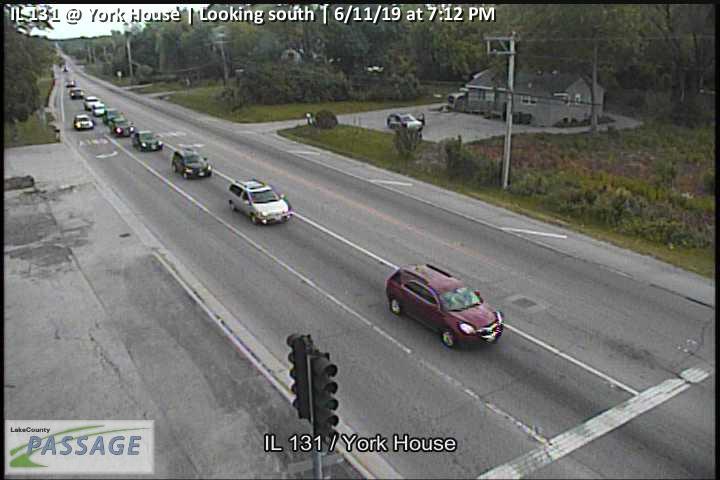 IL 131 @ York House | Looking south | 6/11/19 at 7:12 PM
IL 131 / York House
LakeCounty
PASSAGE